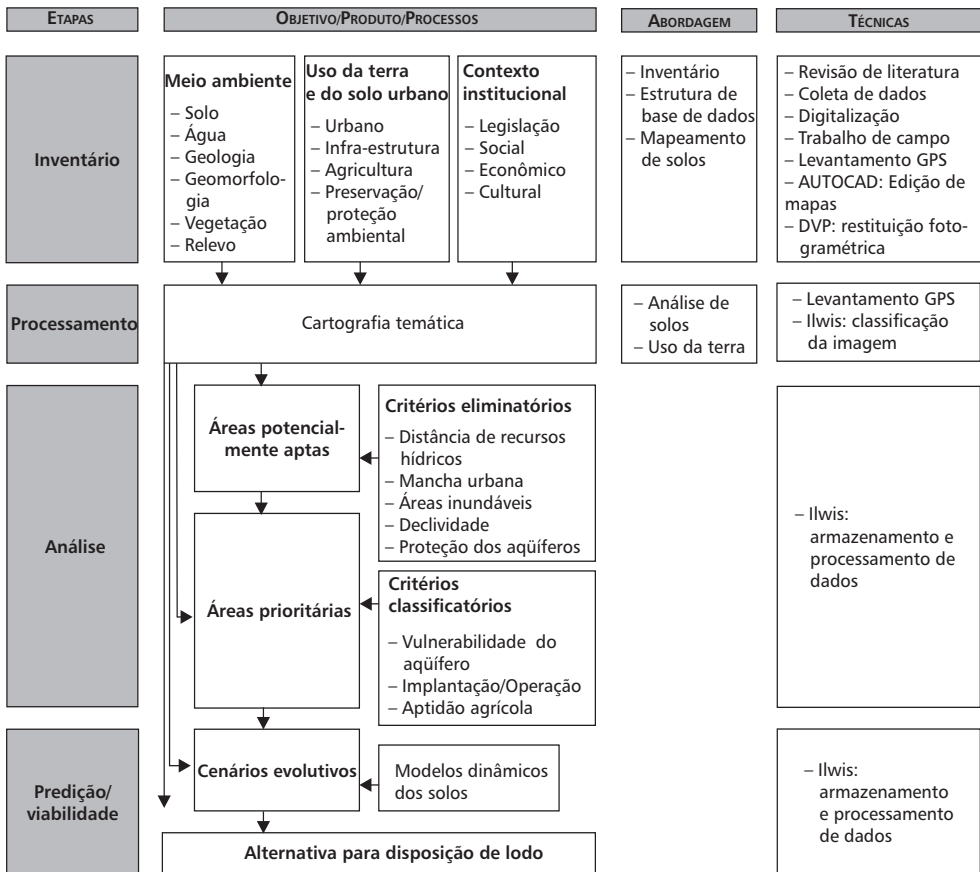 ETAPAS
OBJETIVO/PRODUTO/PROCESSOS
ABORDAGEM
TÉCNICAS
Inventário
Meio ambiente
– Solo
– Água
– Geologia
– Geomorfolo-
gia
– Vegetação
– Relevo
Uso da terra
e do solo urbano
– Urbano
– Infra-estrutura
– Agricultura
– Preservação/
proteção
ambiental
Contexto
institucional
– Legislação
– Social
– Econômico
– Cultural
– Inventário
– Estrutura de
base de dados
– Mapeamento
de solos
– Revisão de literatura
– Coleta de dados
– Digitalização
– Trabalho de campo
– Levantamento GPS
– AUTOCAD: Edição de
mapas
– DVP: restituição foto-
gramétrica
Processamento
Cartografia temática
– Análise de
solos
– Uso da terra
– Levantamento GPS
– Ilwis: classificação
da imagem
Análise
Áreas potencial-
mente aptas
Critérios eliminatórios
– Distância de recursos
hídricos
– Mancha urbana
– Áreas inundáveis
– Declividade
– Proteção dos aqüíferos
Áreas prioritárias
Critérios
classificatórios
– Vulnerabilidade do
aqüífero
– Implantação/Operação
– Aptidão agrícola
– Ilwis:
armazenamento e
processamento de
dados
Predição/
viabilidade
Cenários evolutivos
Modelos dinâmicos
dos solos
– Ilwis:
armazenamento
e processamento
de dados
Alternativa para disposição de lodo